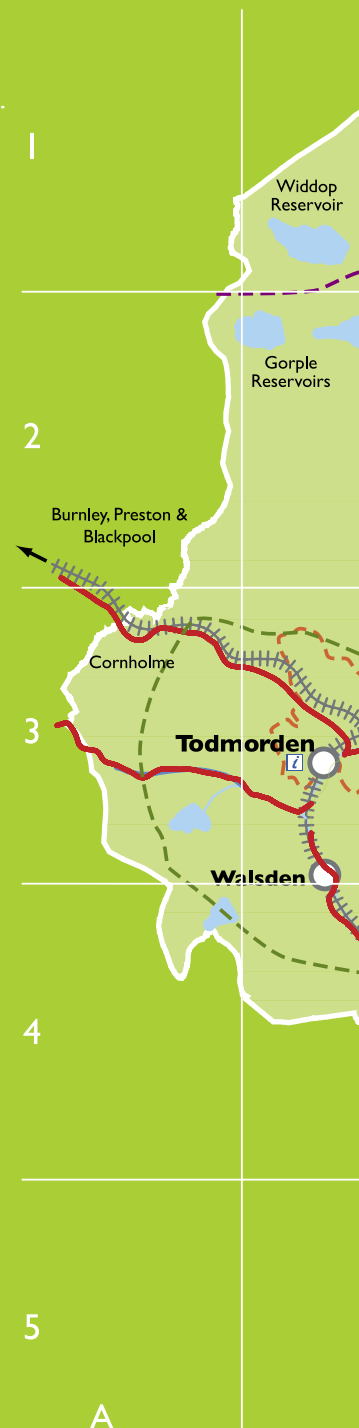 1
Widdop
Reservoir
Gorple
Reservoirs
2
Burnley, Preston &
Blackpool
Cornholme
3
Todmorden
i
Walsden
4
5
A